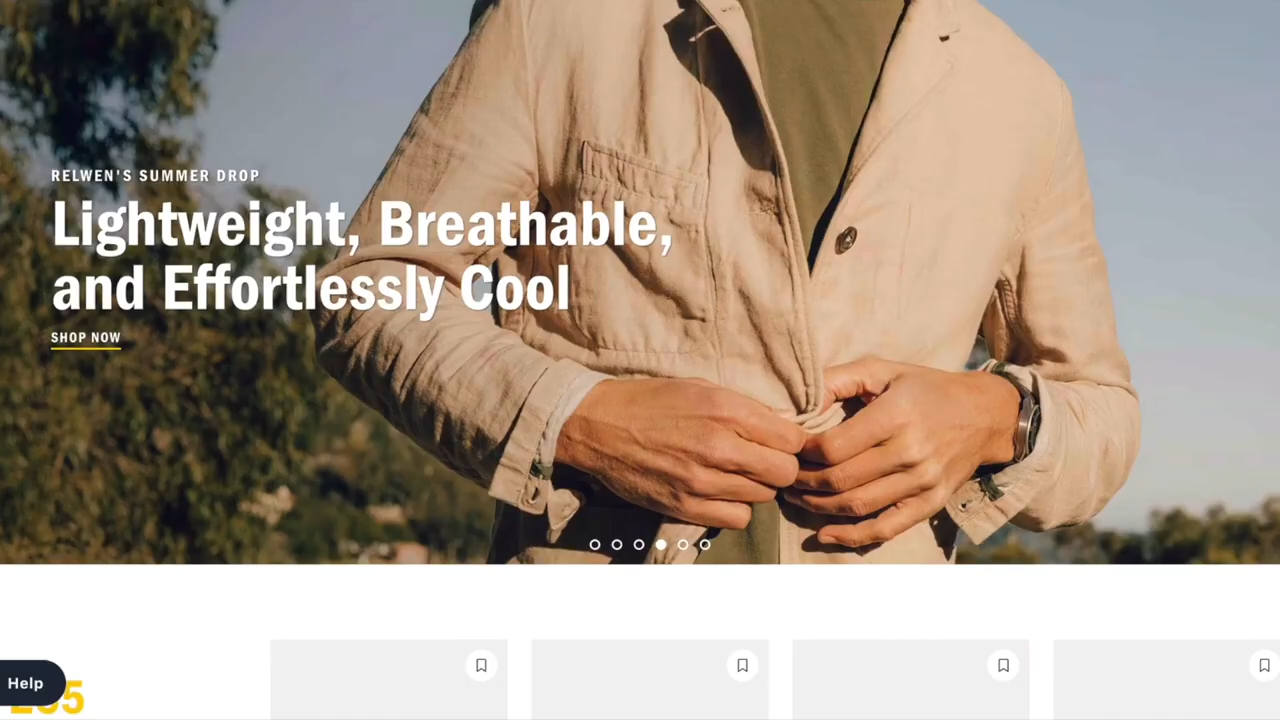 RELWEN'S SUMMER DROP
Lightweight, Breathable,
and Effortlessly Cool
SHOP NOW
Help